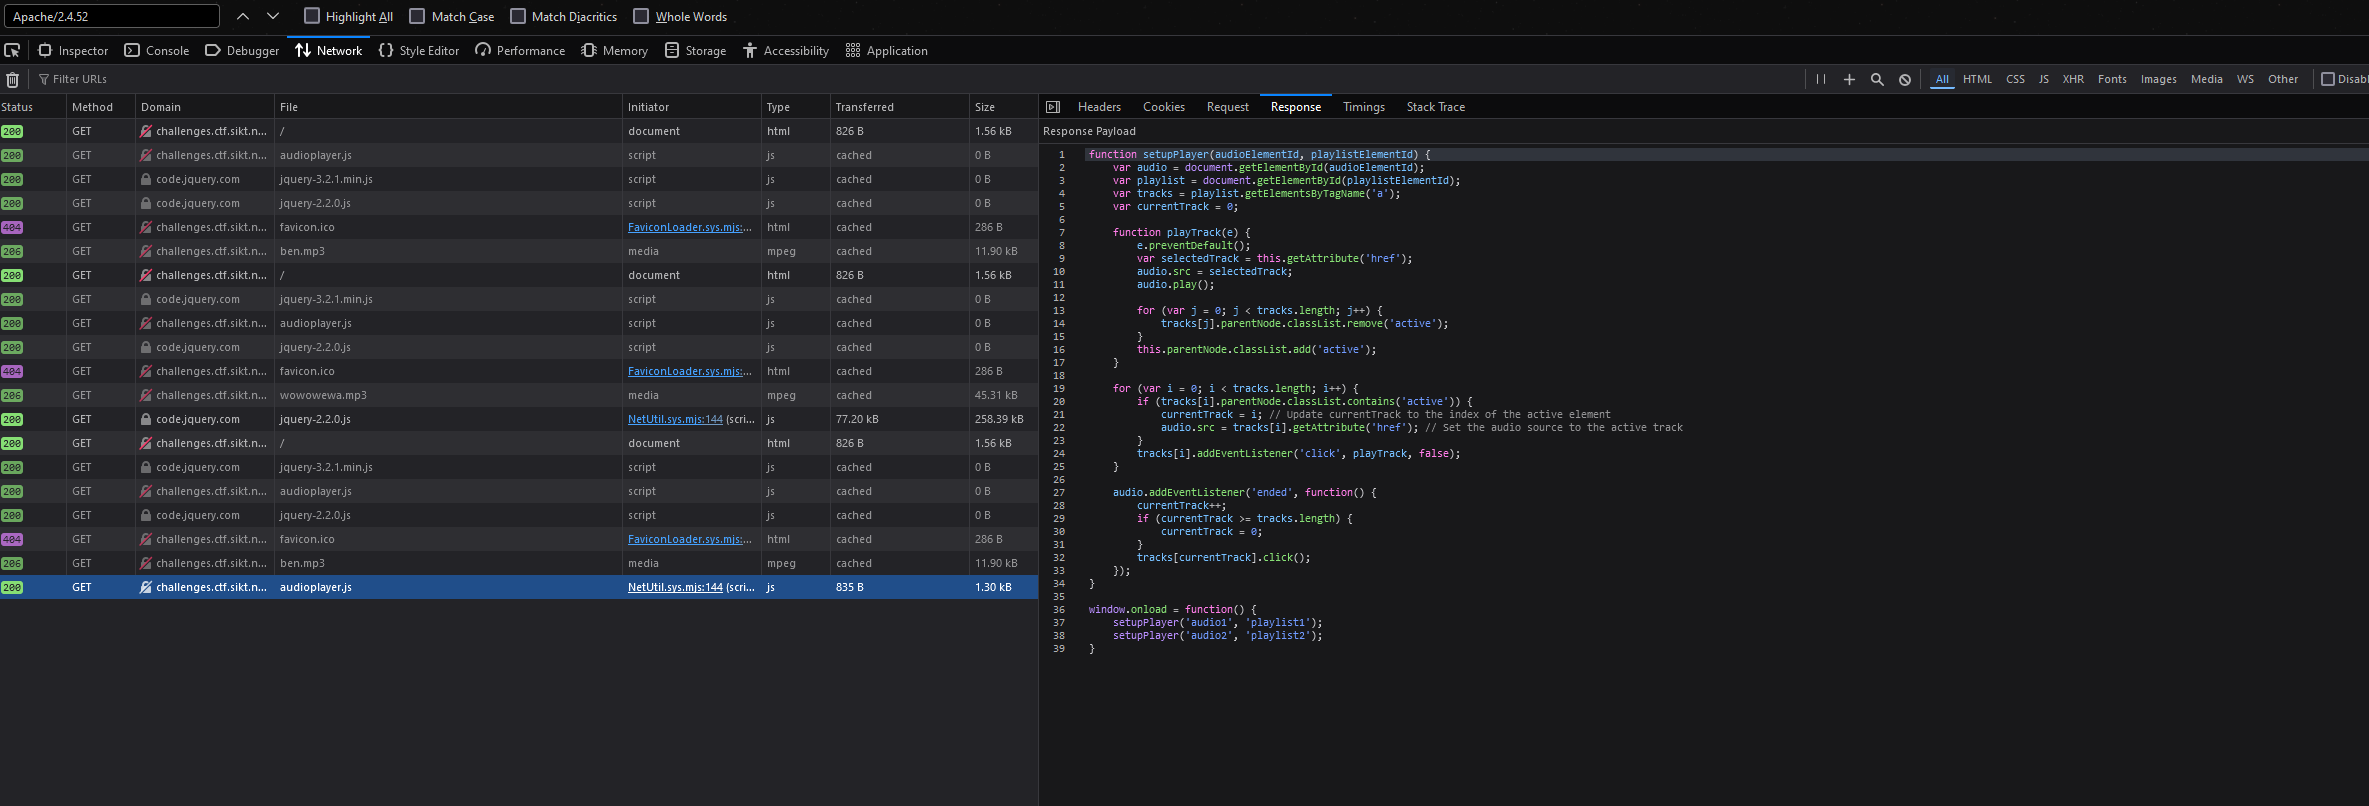 Apache/2.4.52 Highlight All Match Case Match Diacritics Whole Words
Inspector Console Debugger Network Style Editor Performance Memory Storage Accessibility Application
Filter URLs All HTML CSS JS XHR Fonts Images Media WS Other Disabl
Status Method Domain File Initiator Type Transferred Size
200 GET challenges.ctf.sikt.n... / document html 826 B 1.56 kB
200 GET challenges.ctf.sikt.n... audioplayer.js script js cached 0 B
200 GET code.jquery.com jquery-3.2.1.min.js script js cached 0 B
200 GET code.jquery.com jquery-2.2.0.js script js cached 0 B
404 GET challenges.ctf.sikt.n... favicon.ico FaviconLoader.sys.mjs:... html cached 286 B
206 GET challenges.ctf.sikt.n... ben.mp3 media mpeg cached 11.90 kB
200 GET challenges.ctf.sikt.n... / document html 826 B 1.56 kB
200 GET code.jquery.com jquery-3.2.1.min.js script js cached 0 B
200 GET challenges.ctf.sikt.n... audioplayer.js script js cached 0 B
200 GET code.jquery.com jquery-2.2.0.js script js cached 0 B
404 GET challenges.ctf.sikt.n... favicon.ico FaviconLoader.sys.mjs:... html cached 286 B
206 GET challenges.ctf.sikt.n... wowowewa.mp3 media mpeg cached 45.31 kB
200 GET code.jquery.com jquery-2.2.0.js NetUtil.sys.mjs:144 (scri... js 77.20 kB 258.39 kB
200 GET challenges.ctf.sikt.n... / document html 826 B 1.56 kB
200 GET code.jquery.com jquery-3.2.1.min.js script js cached 0 B
200 GET challenges.ctf.sikt.n... audioplayer.js script js cached 0 B
200 GET code.jquery.com jquery-2.2.0.js script js cached 0 B
404 GET challenges.ctf.sikt.n... favicon.ico FaviconLoader.sys.mjs:... html cached 286 B
206 GET challenges.ctf.sikt.n... ben.mp3 media mpeg cached 11.90 kB
200 GET challenges.ctf.sikt.n... audioplayer.js NetUtil.sys.mjs:144 (scri... js 835 B 1.30 kB
Headers Cookies Request Response Timings Stack Trace
Response Payload
1 function setupPlayer(audioElementId, playlistElementId) {
2 var audio = document.getElementById(audioElementId);
3 var playlist = document.getElementById(playlistElementId);
4 var tracks = playlist.getElementsByTagName('a');
5 var currentTrack = 0;
6
7 function playTrack(e) {
8 e.preventDefault();
9 var selectedTrack = this.getAttribute('href');
10 audio.src = selectedTrack;
11 audio.play();
12
13 for (var j = 0; j < tracks.length; j++) {
14 tracks[j].parentNode.classList.remove('active');
15 }
16 this.parentNode.classList.add('active');
17 }
18
19 for (var i = 0; i < tracks.length; i++) {
20 if (tracks[i].parentNode.classList.contains('active')) {
21 currentTrack = i; // Update currentTrack to the index of the active element
22 audio.src = tracks[i].getAttribute('href'); // Set the audio source to the active track
23 }
24 tracks[i].addEventListener('click', playTrack, false);
25 }
26
27 audio.addEventListener('ended', function() {
28 currentTrack++;
29 if (currentTrack >= tracks.length) {
30 currentTrack = 0;
31 }
32 tracks[currentTrack].click();
33 });
34 }
35
36 window.onload = function() {
37 setupPlayer('audio1', 'playlist1');
38 setupPlayer('audio2', 'playlist2');
39 }